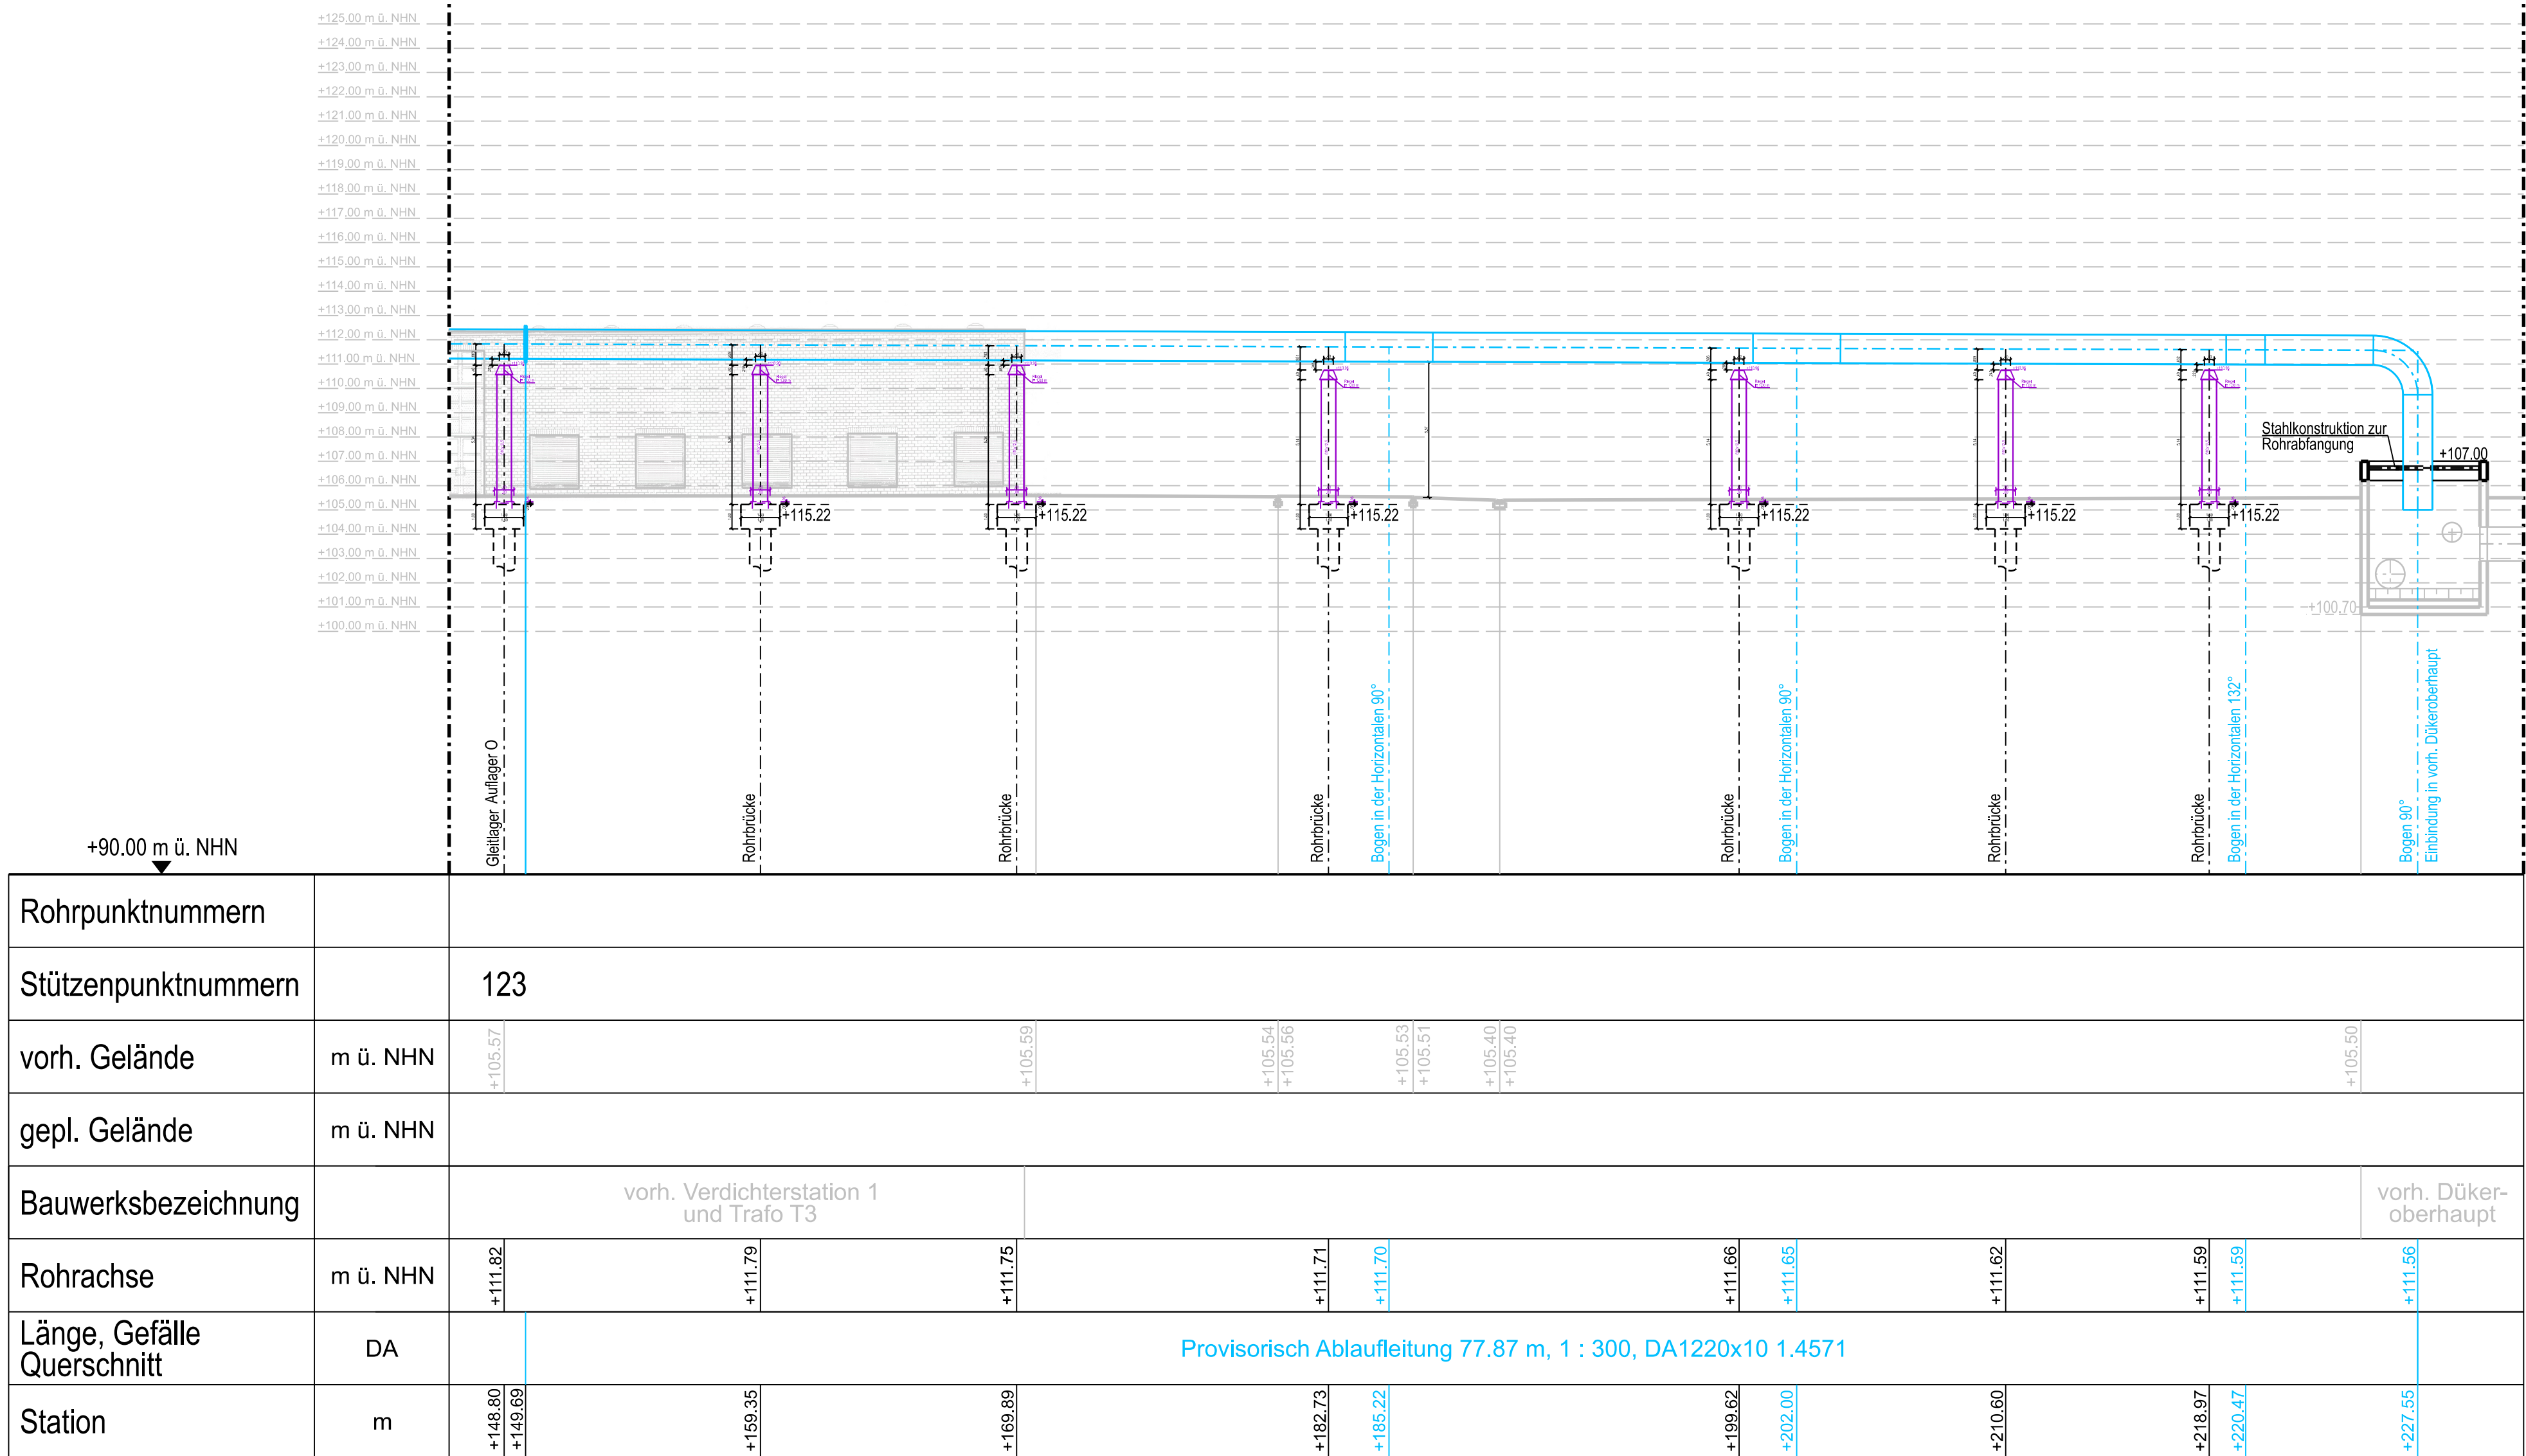 +125.00 m ü. NHN
+124.00 m ü. NHN
+123.00 m ü. NHN
+122.00 m ü. NHN
+121.00 m ü. NHN
+120.00 m ü. NHN
+119.00 m ü. NHN
+118.00 m ü. NHN
+117.00 m ü. NHN
+116.00 m ü. NHN
+115.00 m ü. NHN
+114.00 m ü. NHN
+113.00 m ü. NHN
+112.00 m ü. NHN
+111.00 m ü. NHN
+110.00 m ü. NHN
+109.00 m ü. NHN
+108.00 m ü. NHN
+107.00 m ü. NHN
+106.00 m ü. NHN
+105.00 m ü. NHN
+104.00 m ü. NHN
+103.00 m ü. NHN
+102.00 m ü. NHN
+101.00 m ü. NHN
+100.00 m ü. NHN
Stahlkonstruktion zur
Rohrabfangung
+107.00
+115.22
+115.22
+115.22
+115.22
+115.22
+115.22
+100.70
Gleitlager Auflager O
Rohrbrücke
Rohrbrücke
Rohrbrücke
Bogen in der Horizontalen 90°
Rohrbrücke
Bogen in der Horizontalen 90°
Rohrbrücke
Rohrbrücke
Bogen in der Horizontalen 132°
Bogen 90°
Einbindung in vorh. Dükeroberhaupt
+90.00 m ü. NHN
Rohrpunktnummern
Stützenpunktnummern
123
vorh. Gelände
m ü. NHN
+105.57
+105.59
+105.54
+105.56
+105.53
+105.51
+105.40
+105.40
+105.50
gepl. Gelände
m ü. NHN
Bauwerksbezeichnung
vorh. Verdichterstation 1
und Trafo T3
vorh. Düker-
oberhaupt
Rohrachse
m ü. NHN
+111.82
+111.79
+111.75
+111.71
+111.70
+111.66
+111.65
+111.62
+111.59
+111.59
+111.56
Länge, Gefälle
Querschnitt
DA
Provisorisch Ablaufleitung 77.87 m, 1 : 300, DA1220x10 1.4571
Station
m
+148.80
+149.69
+159.35
+169.89
+182.73
+185.22
+199.62
+202.00
+210.60
+218.97
+220.47
+227.55